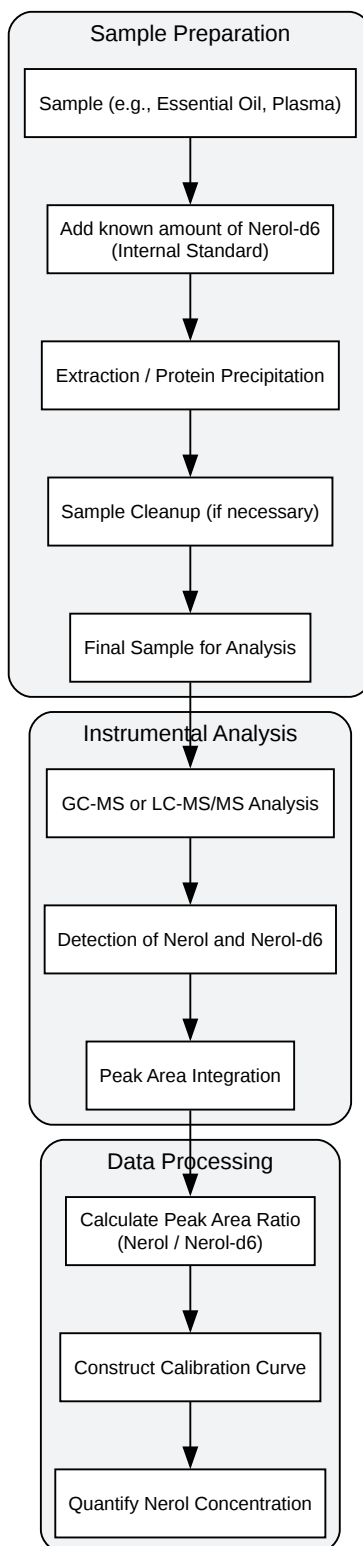 Sample Preparation
Sample (e.g., Essential Oil, Plasma)
Add known amount of Nerol-d6
(Internal Standard)
Extraction / Protein Precipitation
Sample Cleanup (if necessary)
Final Sample for Analysis
Instrumental Analysis
GC-MS or LC-MS/MS Analysis
Detection of Nerol and Nerol-d6
Peak Area Integration
Data Processing
Calculate Peak Area Ratio
(Nerol / Nerol-d6)
Construct Calibration Curve
Quantify Nerol Concentration